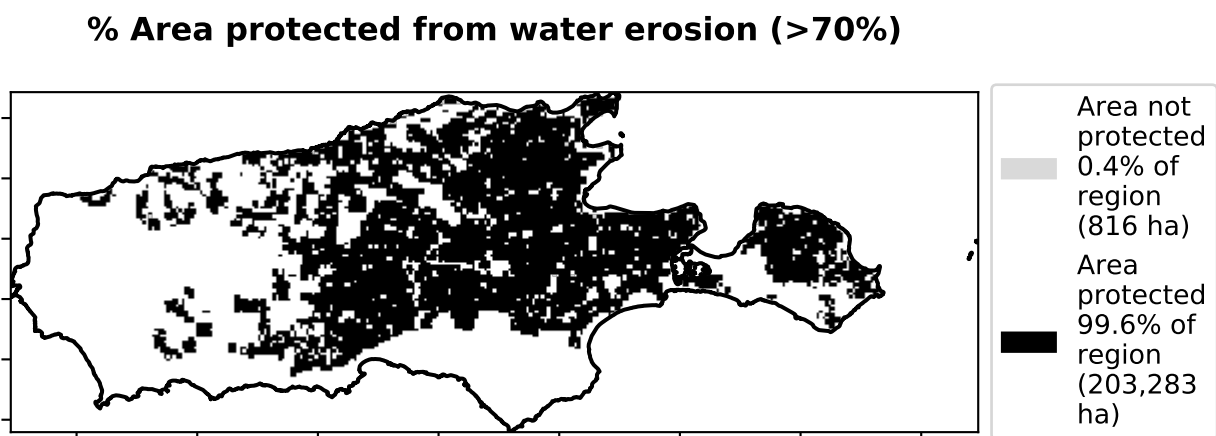 % Area protected from water erosion (>70%)
Area not
protected
0.4% of
region
(816 ha)
Area
protected
99.6% of
region
(203,283
ha)